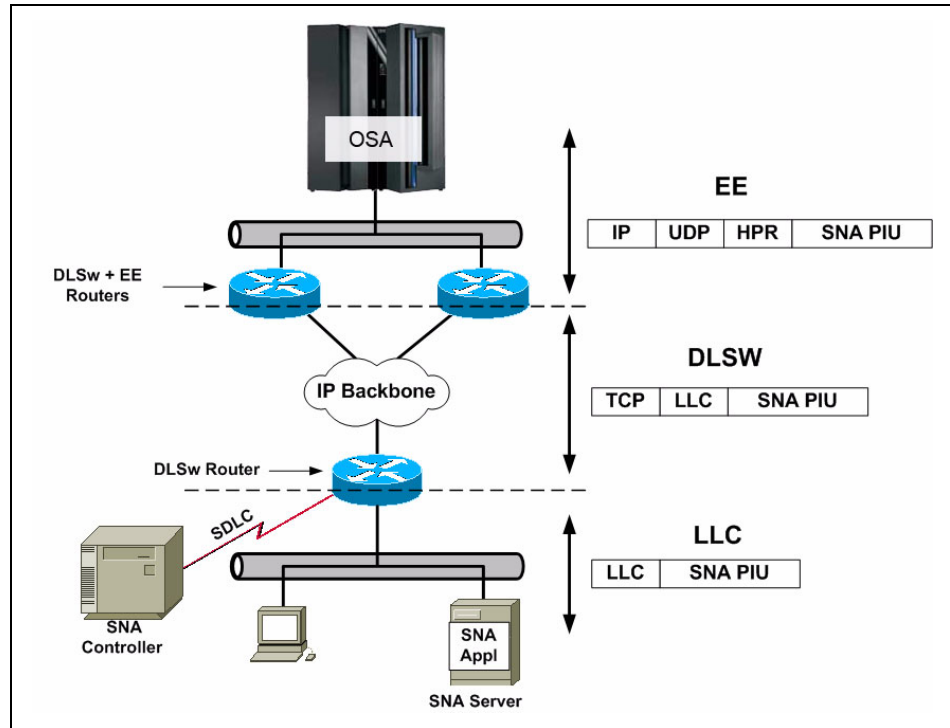 OSA
EE
IP UDP HPR SNA PIU
DLSw + EE
Routers
DLSW
IP Backbone
TCP LLC SNA PIU
DLSw Router
SDLC
LLC
LLC SNA PIU
SNA
Controller
SNA
Appl
SNA Server